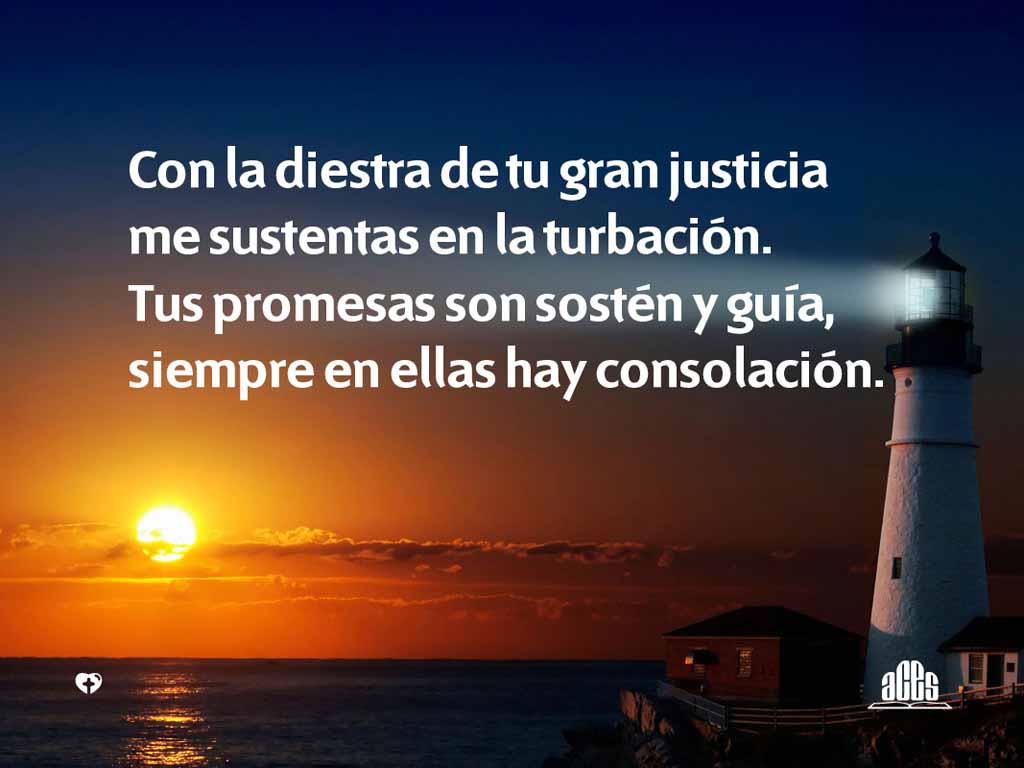 Con la diestra de tu gran justicia
me sustentas en la turbación.
Tus promesas son sostén y guía,
siempre en ellas hay consolación.
aces